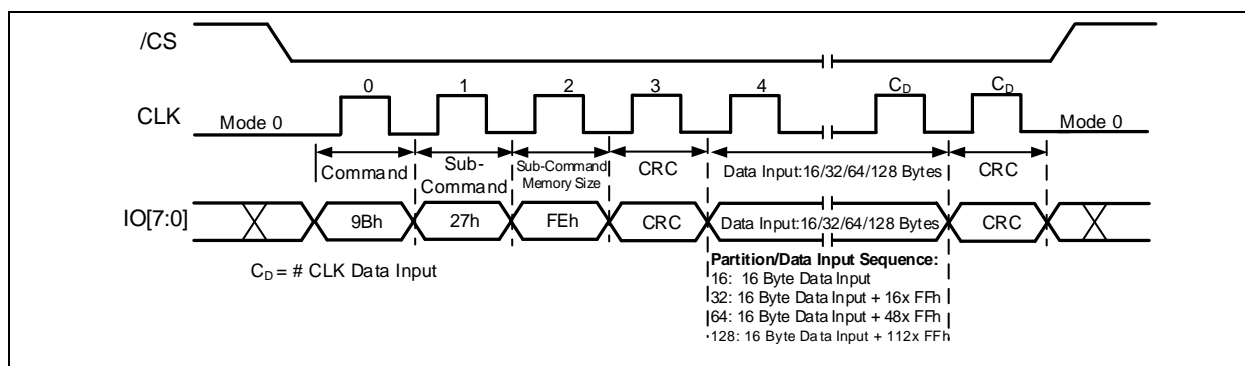 /CS
0 1 2 3 4 C_D C_D
CLK Mode 0 Mode 0
Command Sub-Command Sub-Command Memory Size CRC Data Input:16/32/64/128 Bytes CRC
IO[7:0] 9Bh 27h FEh CRC Data Input:16/32/64/128 Bytes CRC
C_D = # CLK Data Input
Partition/Data Input Sequence:
16: 16 Byte Data Input
32: 16 Byte Data Input + 16x FFh
64: 16 Byte Data Input + 48x FFh
128: 16 Byte Data Input + 112x FFh